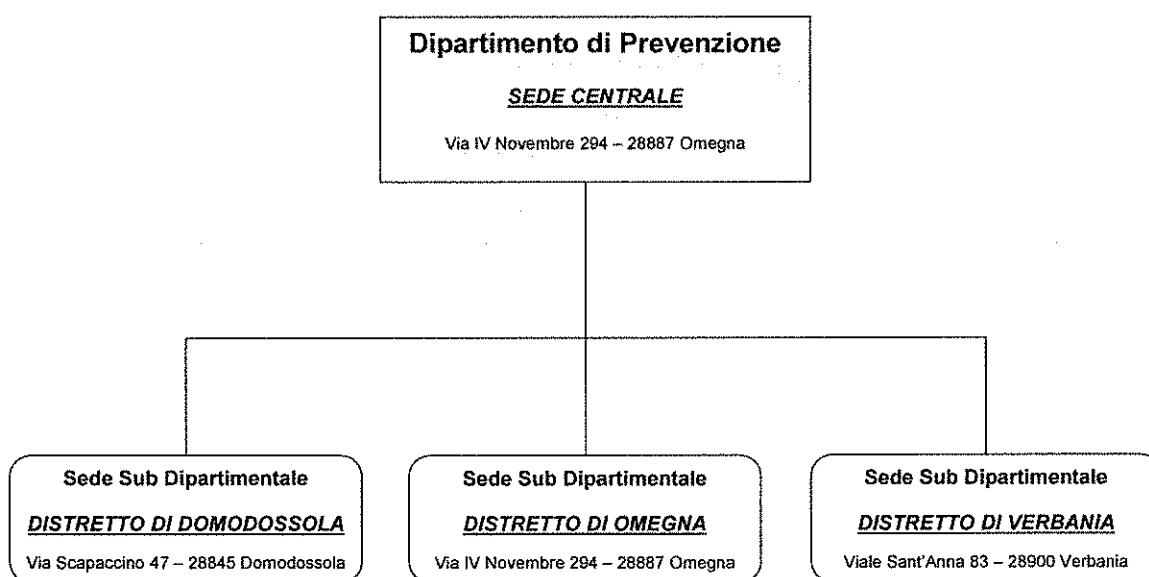 Dipartimento di Prevenzione
SEDE CENTRALE
Via IV Novembre 294 – 28887 Omegna
Sede Sub Dipartimentale
DISTRETTO DI DOMODOSSOLA
Via Scapaccino 47 – 28845 Domodossola
Sede Sub Dipartimentale
DISTRETTO DI OMEGNA
Via IV Novembre 294 – 28887 Omegna
Sede Sub Dipartimentale
DISTRETTO DI VERBANIA
Viale Sant'Anna 83 – 28900 Verbania